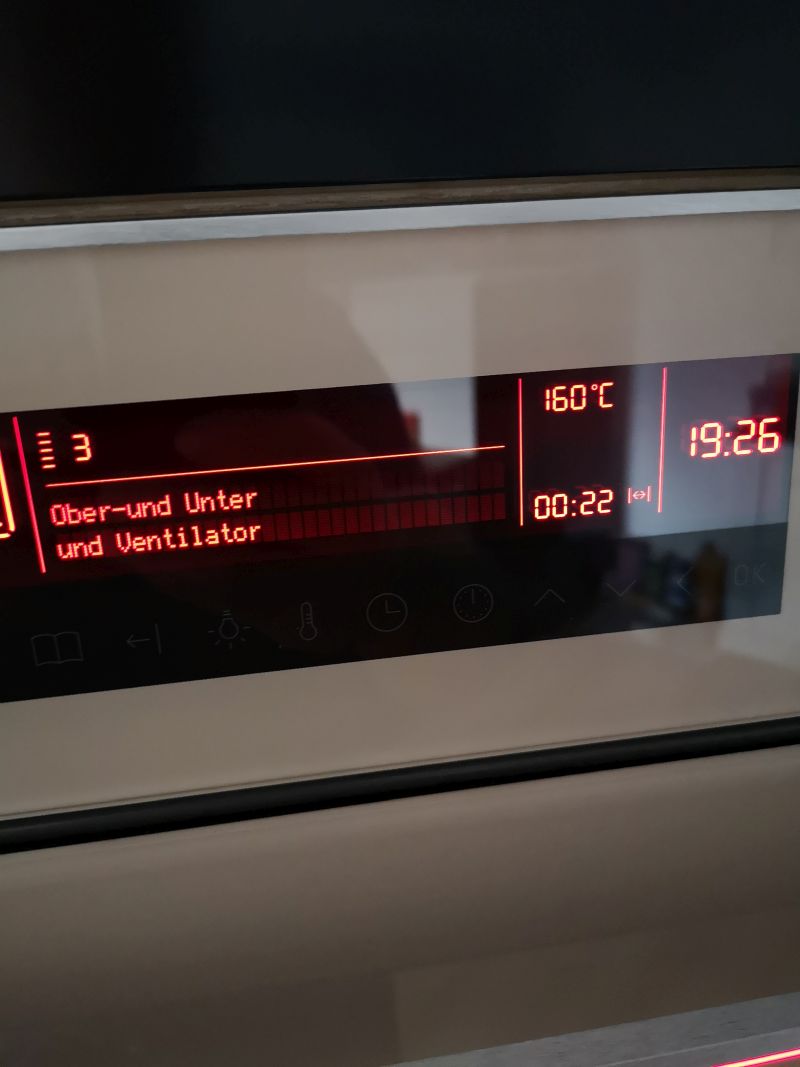 3
Ober-und Unter
und Ventilator
160°C
00:22
19:26
OK